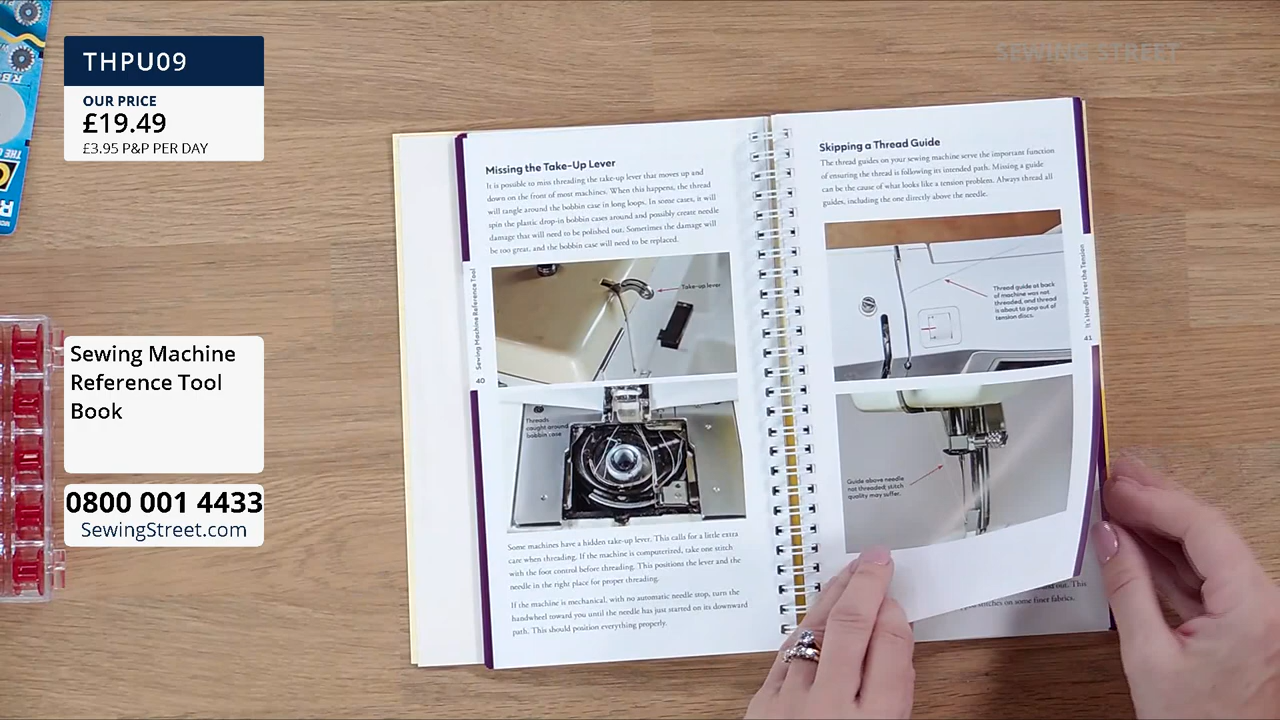 SEWING STREET
THPU09
OUR PRICE
£19.49
£3.95 P&P PER DAY
Sewing Machine
Reference Tool
Book
0800 001 4433
SewingStreet.com
Missing the Take-Up Lever
It is possible to miss threading the take-up lever that moves up and
down on the front of most machines. When this happens, the thread
will tangle around the bobbin case in long loops. In some cases, it will
spin the plastic drop-in bobbin cases around and possibly create needle
damage that will need to be polished out. Sometimes the damage will
be too great, and the bobbin case will need to be replaced.
Take-up lever
Threads
caught around
bobbin case
Some machines have a hidden take-up lever. This calls for a little extra
care when threading. If the machine is computerized, take one stitch
with the foot control before threading. This positions the lever and the
needle in the right place for proper threading.
If the machine is mechanical, with no automatic needle stop, turn the
handwheel toward you until the needle has just started on its downward
path. This should position everything properly.
Sewing Machine Reference Tool
40
Skipping a Thread Guide
The thread guides on your sewing machine serve the important function
of ensuring the thread is following its intended path. Missing a guide
can be the cause of what looks like a tension problem. Always thread all
guides, including the one directly above the needle.
Thread guide at back
of machine was not
threaded, and thread
is about to pop out of
tension discs.
Guide above needle
not threaded; stitch
quality may suffer.
It's Hardly Ever the Tension
41
out. This
stitches on some finer fabrics.